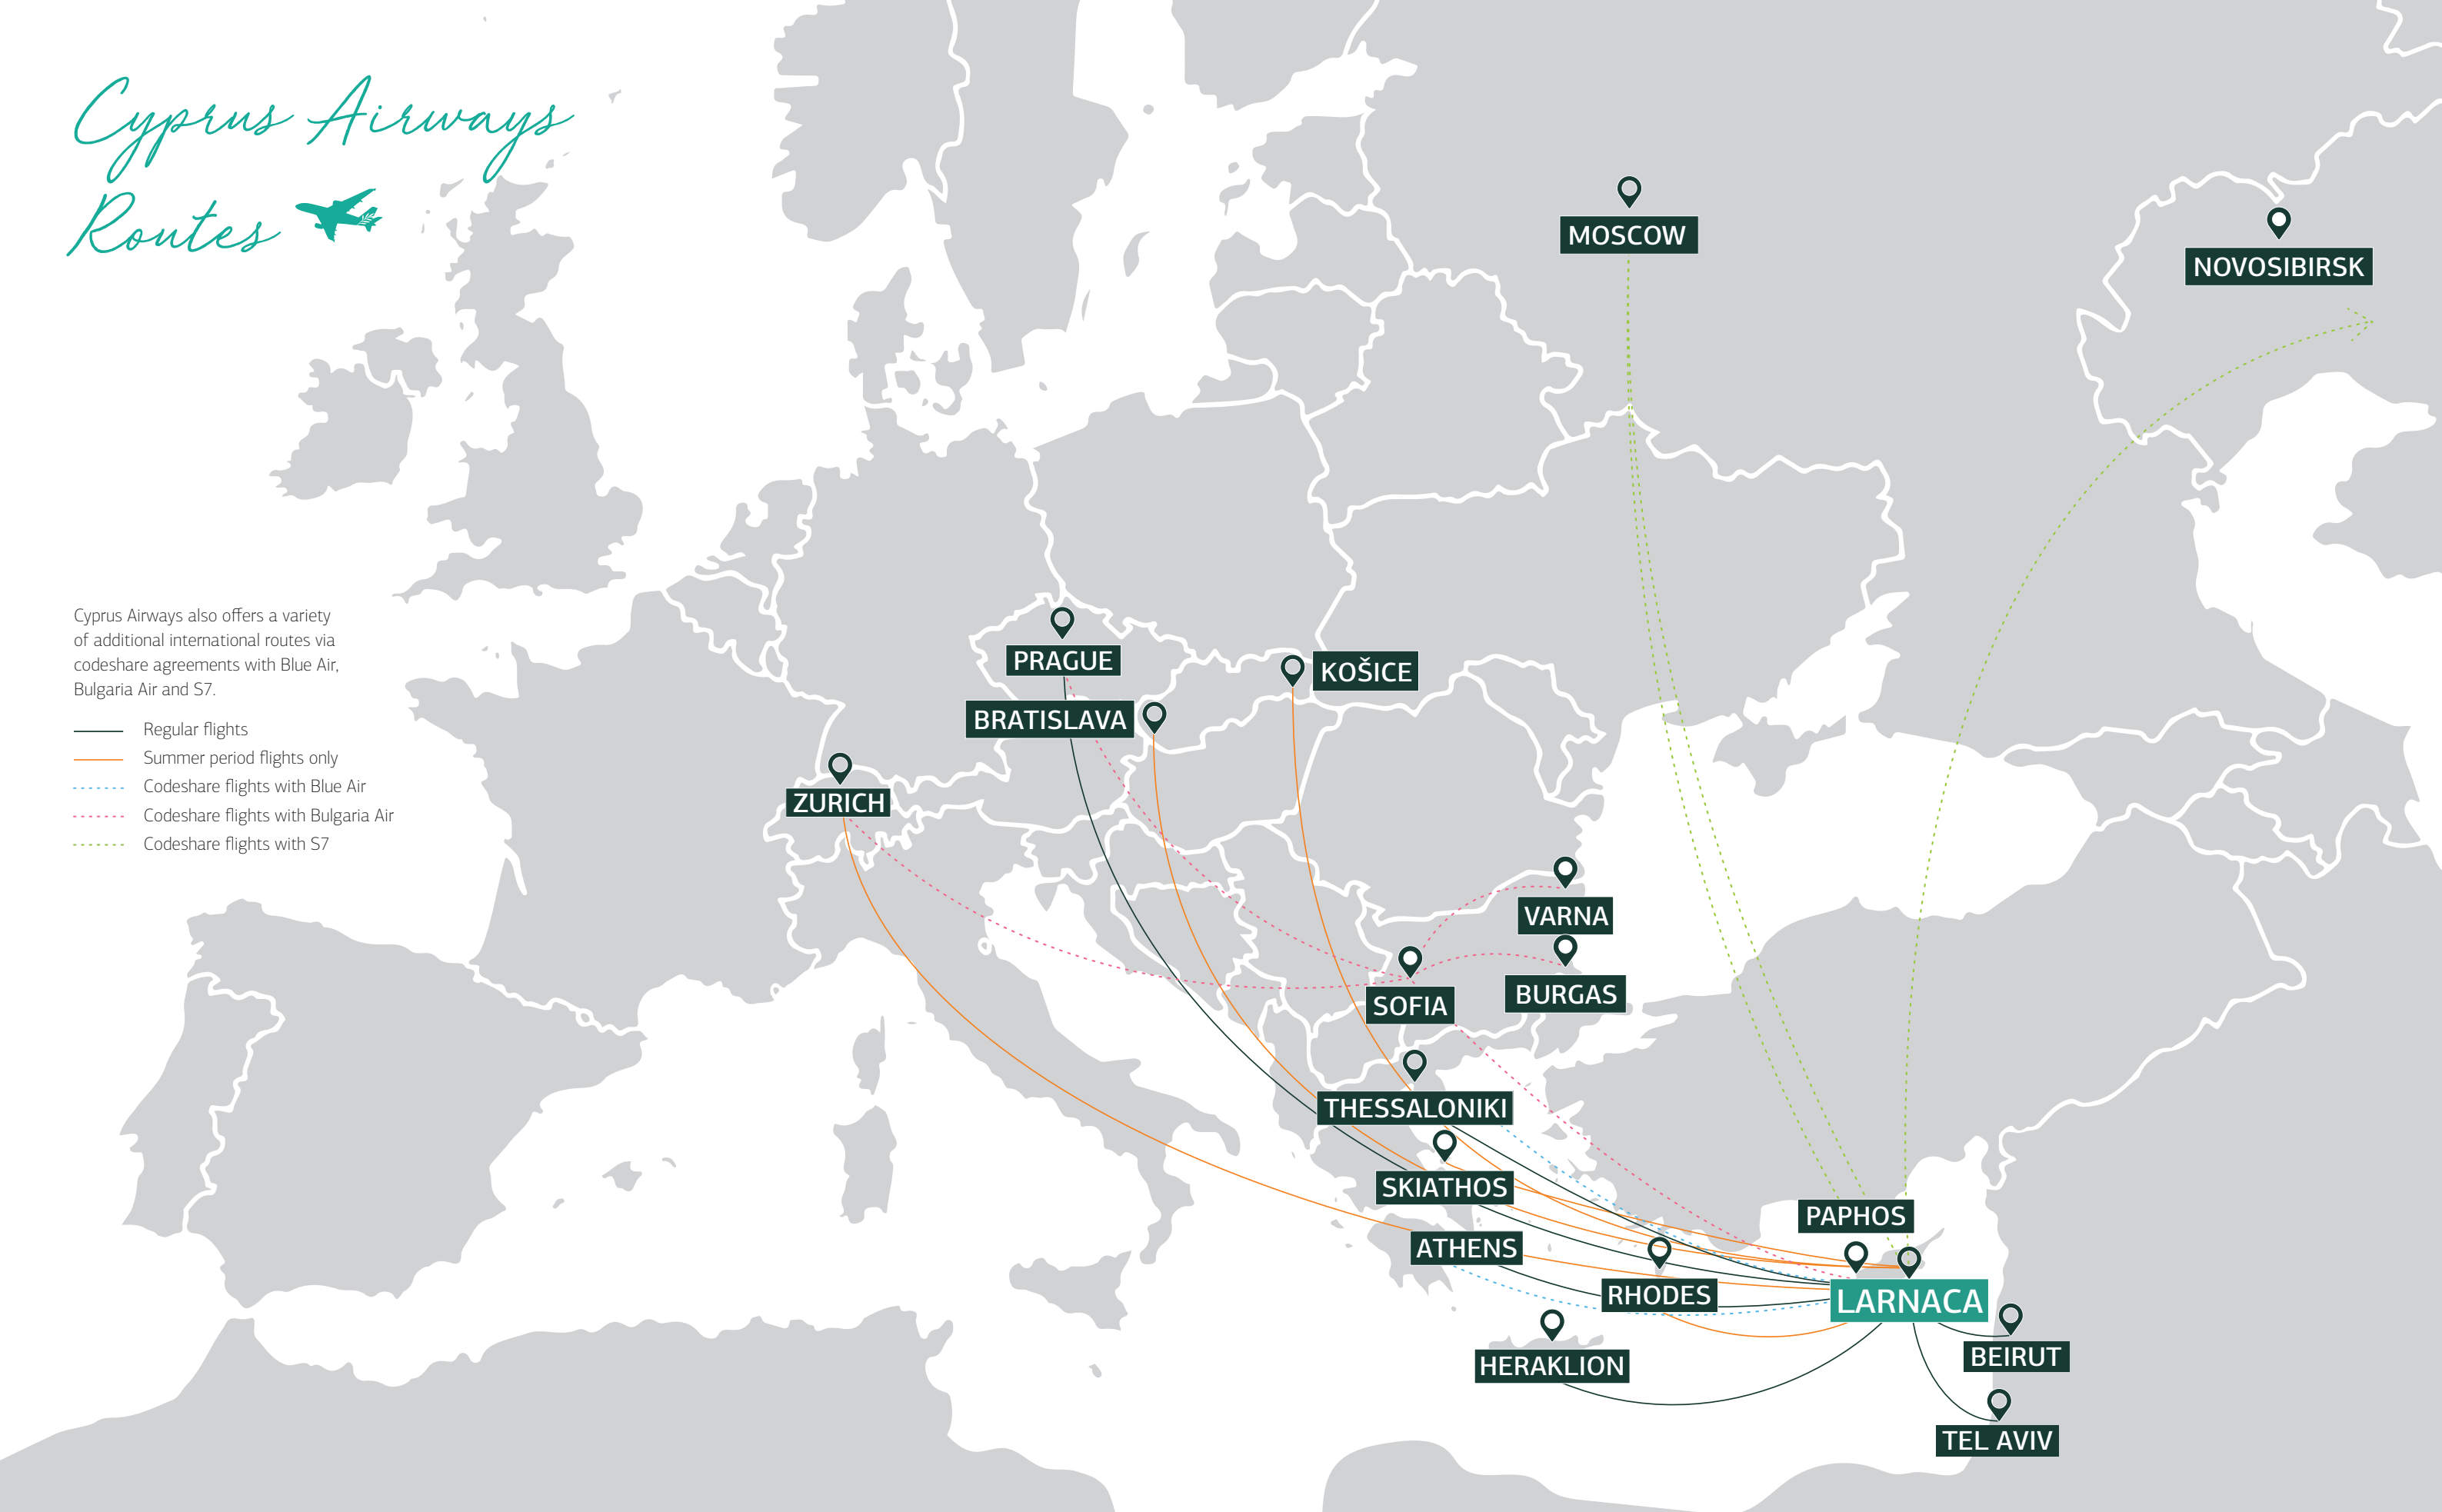 Cyprus Airways
Routes
MOSCOW
NOVOSIBIRSK
Cyprus Airways also offers a variety
of additional international routes via
codeshare agreements with Blue Air,
Bulgaria Air and S7.
Regular flights
Summer period flights only
Codeshare flights with Blue Air
Codeshare flights with Bulgaria Air
Codeshare flights with S7
PRAGUE
KOŠICE
BRATISLAVA
ZURICH
VARNA
BURGAS
SOFIA
THESSALONIKI
SKIATHOS
PAPHOS
ATHENS
RHODES
LARNACA
HERAKLION
BEIRUT
TEL AVIV